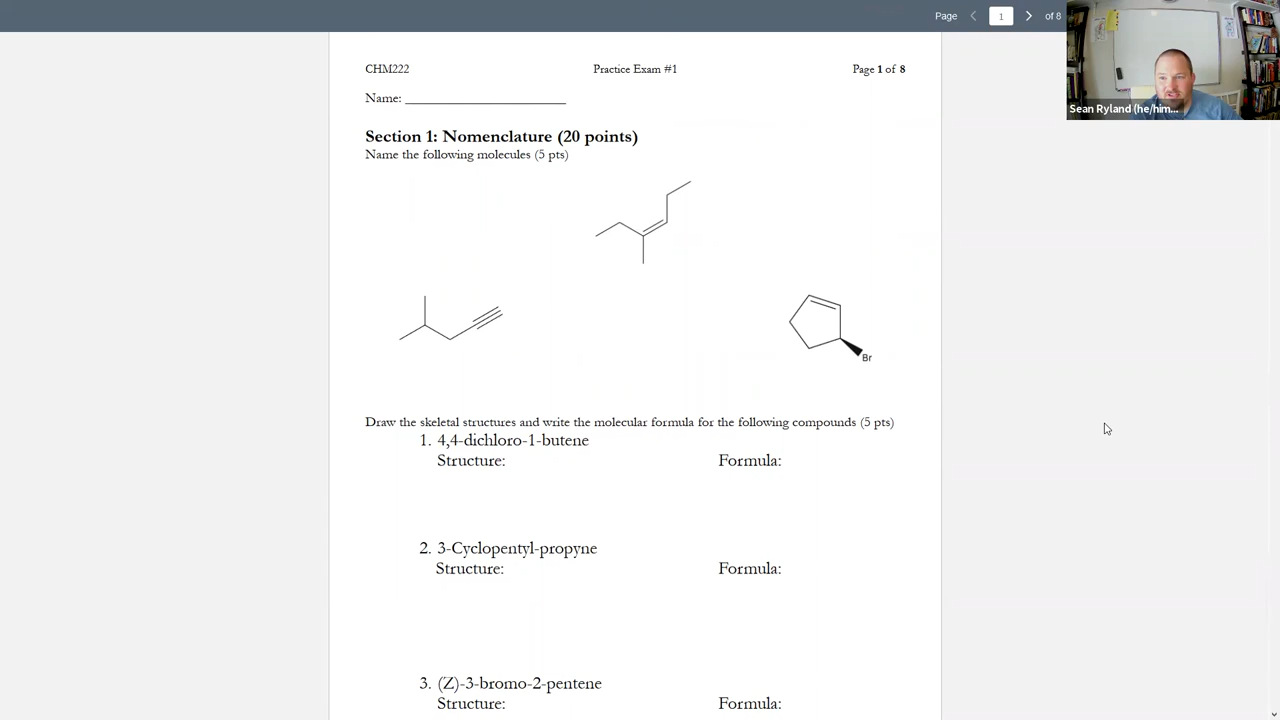 Page 1 of 8
Sean Ryland (he/him...
CHM222 Practice Exam #1 Page 1 of 8
Name: ____________________
Section 1: Nomenclature (20 points)
Name the following molecules (5 pts)
Br
Draw the skeletal structures and write the molecular formula for the following compounds (5 pts)
1. 4,4-dichloro-1-butene
Structure: Formula:
2. 3-Cyclopentyl-propyne
Structure: Formula:
3. (Z)-3-bromo-2-pentene
Structure: Formula: